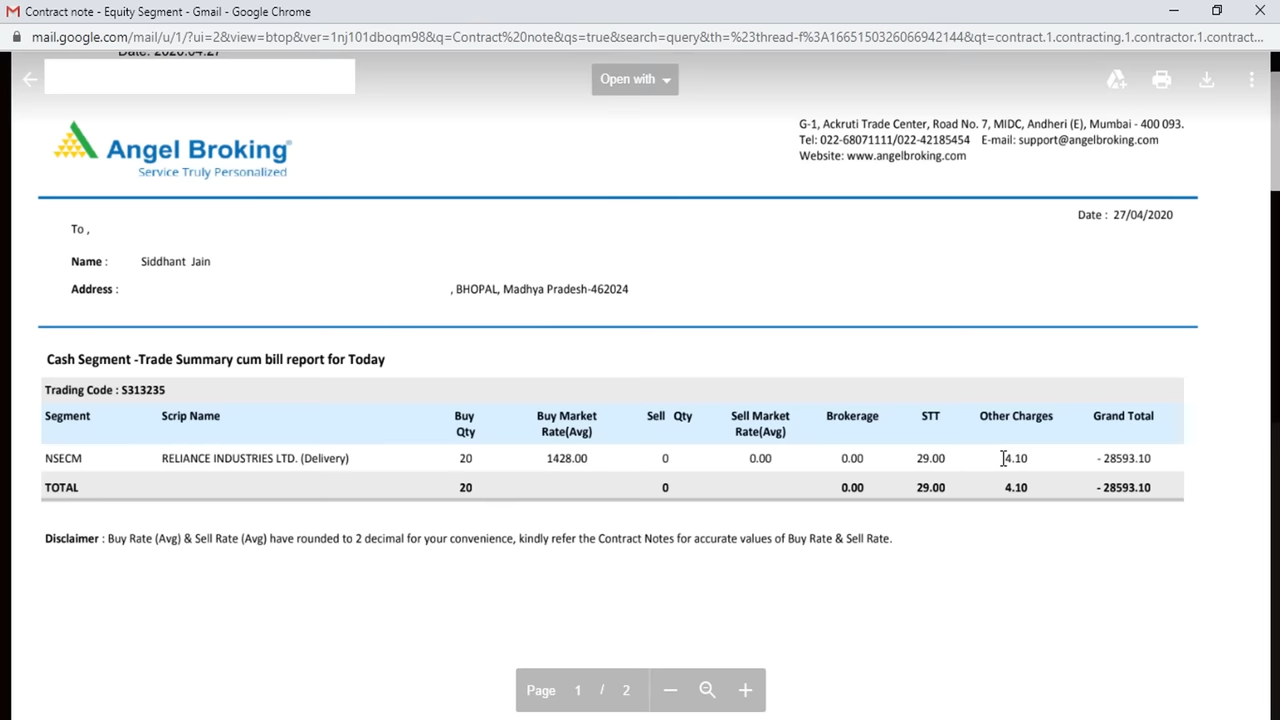 Contract note - Equity Segment - Gmail - Google Chrome
mail.google.com/mail/u/1/?ui=2&view=btop&ver=1nj101dboqm98&q=Contract%20note&qs=true&search=query&th=%23thread-f%3A1665150326066942144&qt=contract.1.contracting.1.contractor.1.contract...
Date: 2020.04.27
Open with
G-1, Ackruti Trade Center, Road No. 7, MIDC, Andheri (E), Mumbai - 400 093.
Angel Broking
Tel: 022-68071111/022-42185454 E-mail: support@angelbroking.com
Service Truly Personalized
Website: www.angelbroking.com
Date : 27/04/2020
To ,
Name : Siddhant Jain
Address : , BHOPAL, Madhya Pradesh-462024
Cash Segment -Trade Summary cum bill report for Today
Trading Code : S313235
Segment Scrip Name Buy Qty Buy Market Rate(Avg) Sell Qty Sell Market Rate(Avg) Brokerage STT Other Charges Grand Total
NSECM RELIANCE INDUSTRIES LTD. (Delivery) 20 1428.00 0 0.00 0.00 29.00 4.10 - 28593.10
TOTAL 20 0 0.00 29.00 4.10 - 28593.10
Disclaimer : Buy Rate (Avg) & Sell Rate (Avg) have rounded to 2 decimal for your convenience, kindly refer the Contract Notes for accurate values of Buy Rate & Sell Rate.
Page 1 / 2